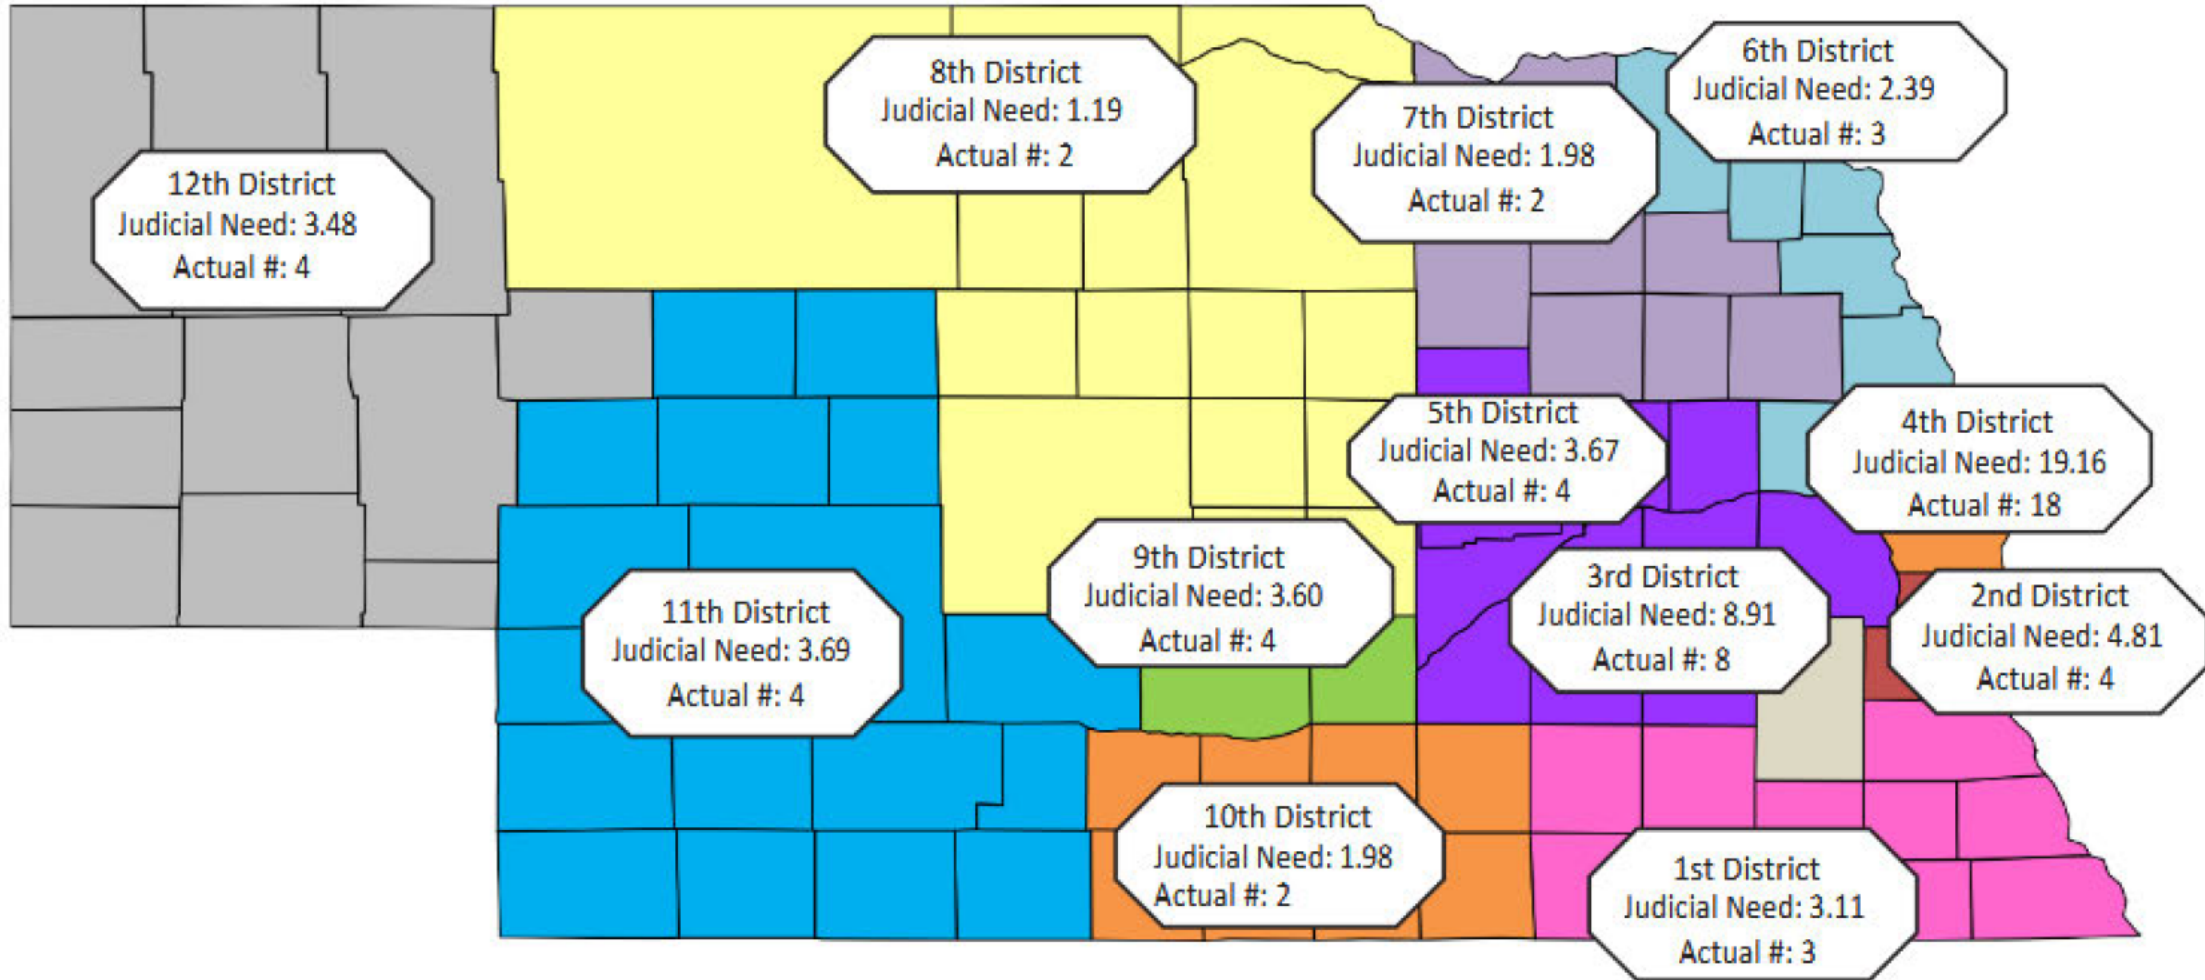 8th District
Judicial Need: 1.19
Actual #: 2
6th District
Judicial Need: 2.39
Actual #: 3
7th District
Judicial Need: 1.98
Actual #: 2
12th District
Judicial Need: 3.48
Actual #: 4
5th District
Judicial Need: 3.67
Actual #: 4
4th District
Judicial Need: 19.16
Actual #: 18
9th District
Judicial Need: 3.60
Actual #: 4
3rd District
Judicial Need: 8.91
Actual #: 8
2nd District
Judicial Need: 4.81
Actual #: 4
11th District
Judicial Need: 3.69
Actual #: 4
10th District
Judicial Need: 1.98
Actual #: 2
1st District
Judicial Need: 3.11
Actual #: 3